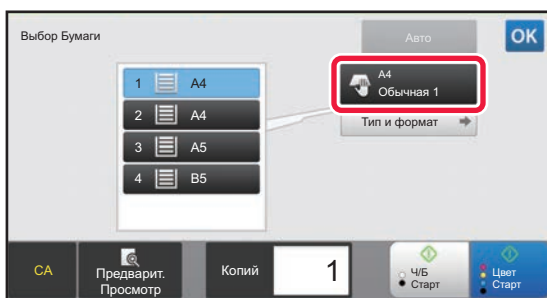 Выбор Бумаги
Авто
OK
1 A4
2 A4
3 A5
4 B5
A4
Обычная 1
Тип и формат
CA
Предварит.
Просмотр
Копий
1
Ч/Б
Старт
Цвет
Старт